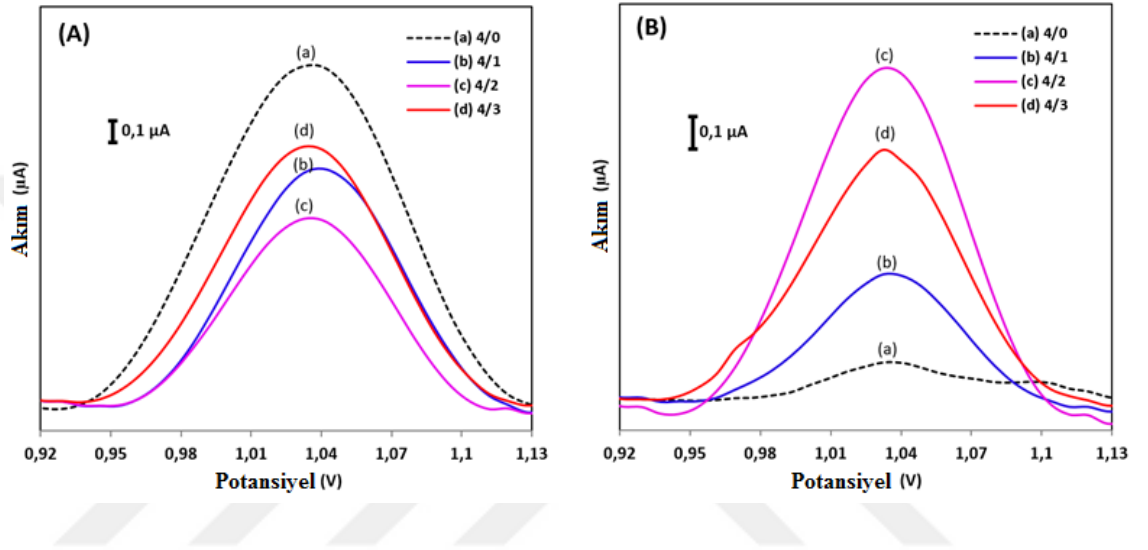 (A)
(a) 4/0
(b) 4/1
(c) 4/2
(d) 4/3
0,1 µA
(a)
(d)
(b)
(c)
Akım (µA)
0,92 0,95 0,98 1,01 1,04 1,07 1,1 1,13
Potansiyel (V)
(B)
(a) 4/0
(b) 4/1
(c) 4/2
(d) 4/3
0,1 µA
(c)
(d)
(b)
(a)
Akım (µA)
0,92 0,95 0,98 1,01 1,04 1,07 1,1 1,13
Potansiyel (V)